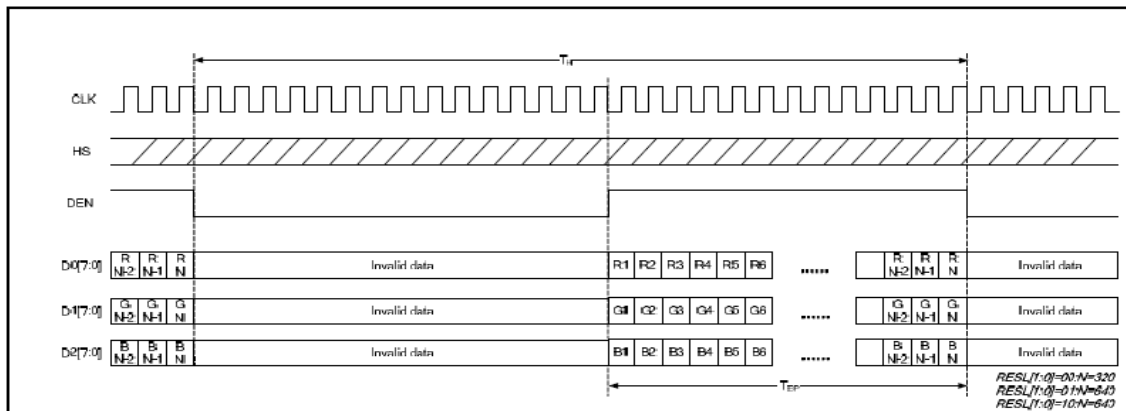 TH
CLK
HS
DEN
D0[7:0] R N-2 R N-1 R N Invalid data R1 R2 R3 R4 R5 R6 ...... R N-2 R N-1 R N Invalid data
D1[7:0] G N-2 G N-1 G N Invalid data G1 G2 G3 G4 G5 G6 ...... G N-2 G N-1 G N Invalid data
D2[7:0] B N-2 B N-1 B N Invalid data B1 B2 B3 B4 B5 B6 ...... B N-2 B N-1 B N Invalid data
TEP
RESL[1:0]=00:N=320
RESL[1:0]=01:N=640
RESL[1:0]=10:N=640